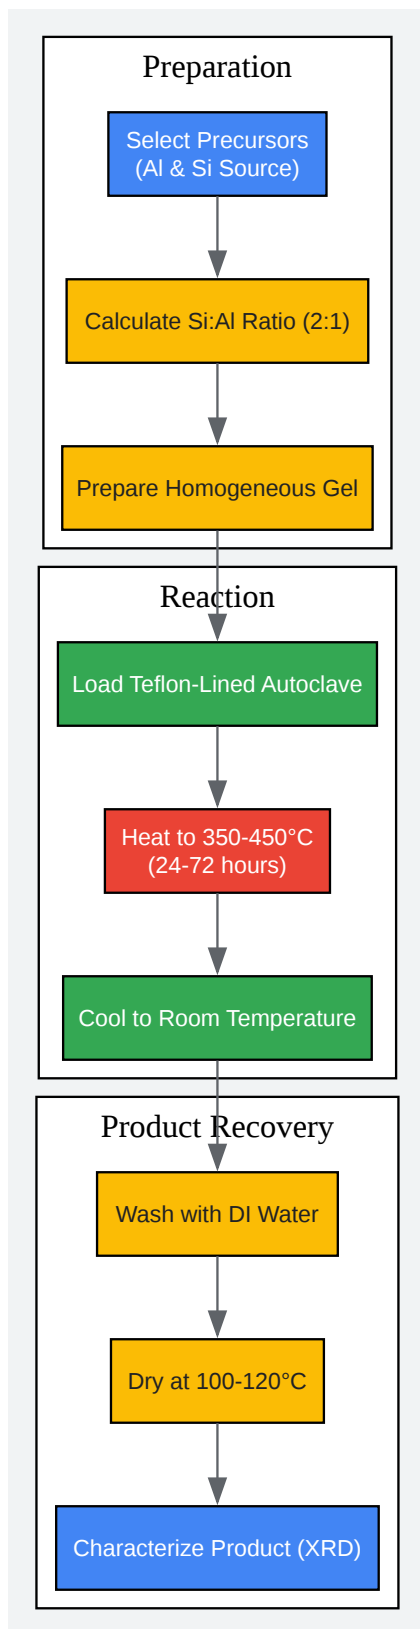 Preparation
Select Precursors
(Al & Si Source)
Calculate Si:Al Ratio (2:1)
Prepare Homogeneous Gel
Reaction
Load Teflon-Lined Autoclave
Heat to 350-450°C
(24-72 hours)
Cool to Room Temperature
Product Recovery
Wash with DI Water
Dry at 100-120°C
Characterize Product (XRD)